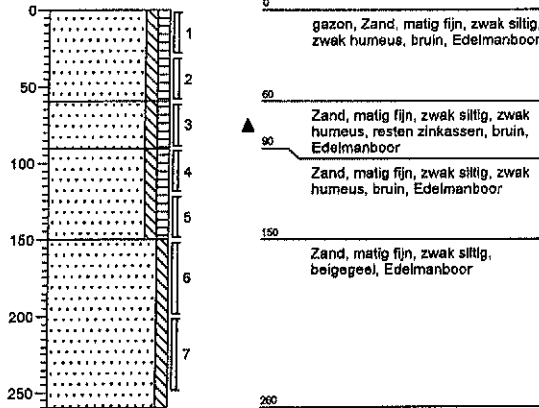 0
50
100
150
200
250
1
2
3
4
5
6
7
0
gazon, Zand, matig fijn, zwak siltig,
zwak humeus, bruin, Edelmanboor
60
Zand, matig fijn, zwak siltig, zwak
humeus, resten zinkassen, bruin,
Edelmanboor
90
Zand, matig fijn, zwak siltig, zwak
humeus, bruin, Edelmanboor
150
Zand, matig fijn, zwak siltig,
beigegeel, Edelmanboor
260